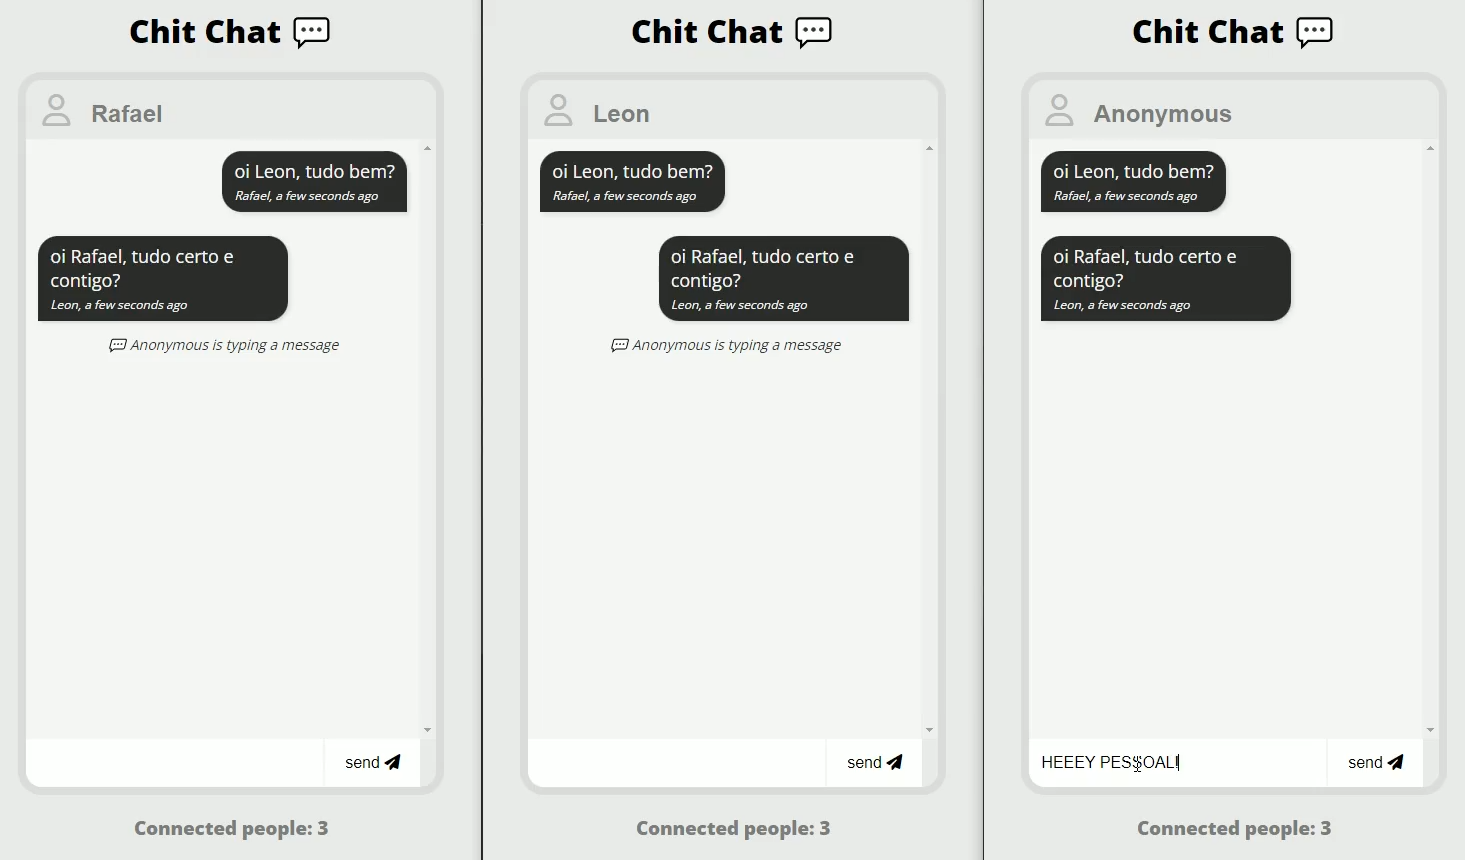 Chit Chat
Rafael
oi Leon, tudo bem?
Rafael, a few seconds ago
oi Rafael, tudo certo e
contigo?
Leon, a few seconds ago
Anonymous is typing a message
send
Connected people: 3
Chit Chat
Leon
oi Leon, tudo bem?
Rafael, a few seconds ago
oi Rafael, tudo certo e
contigo?
Leon, a few seconds ago
Anonymous is typing a message
send
Connected people: 3
Chit Chat
Anonymous
oi Leon, tudo bem?
Rafael, a few seconds ago
oi Rafael, tudo certo e
contigo?
Leon, a few seconds ago
HEEEY PESSOAL!
send
Connected people: 3